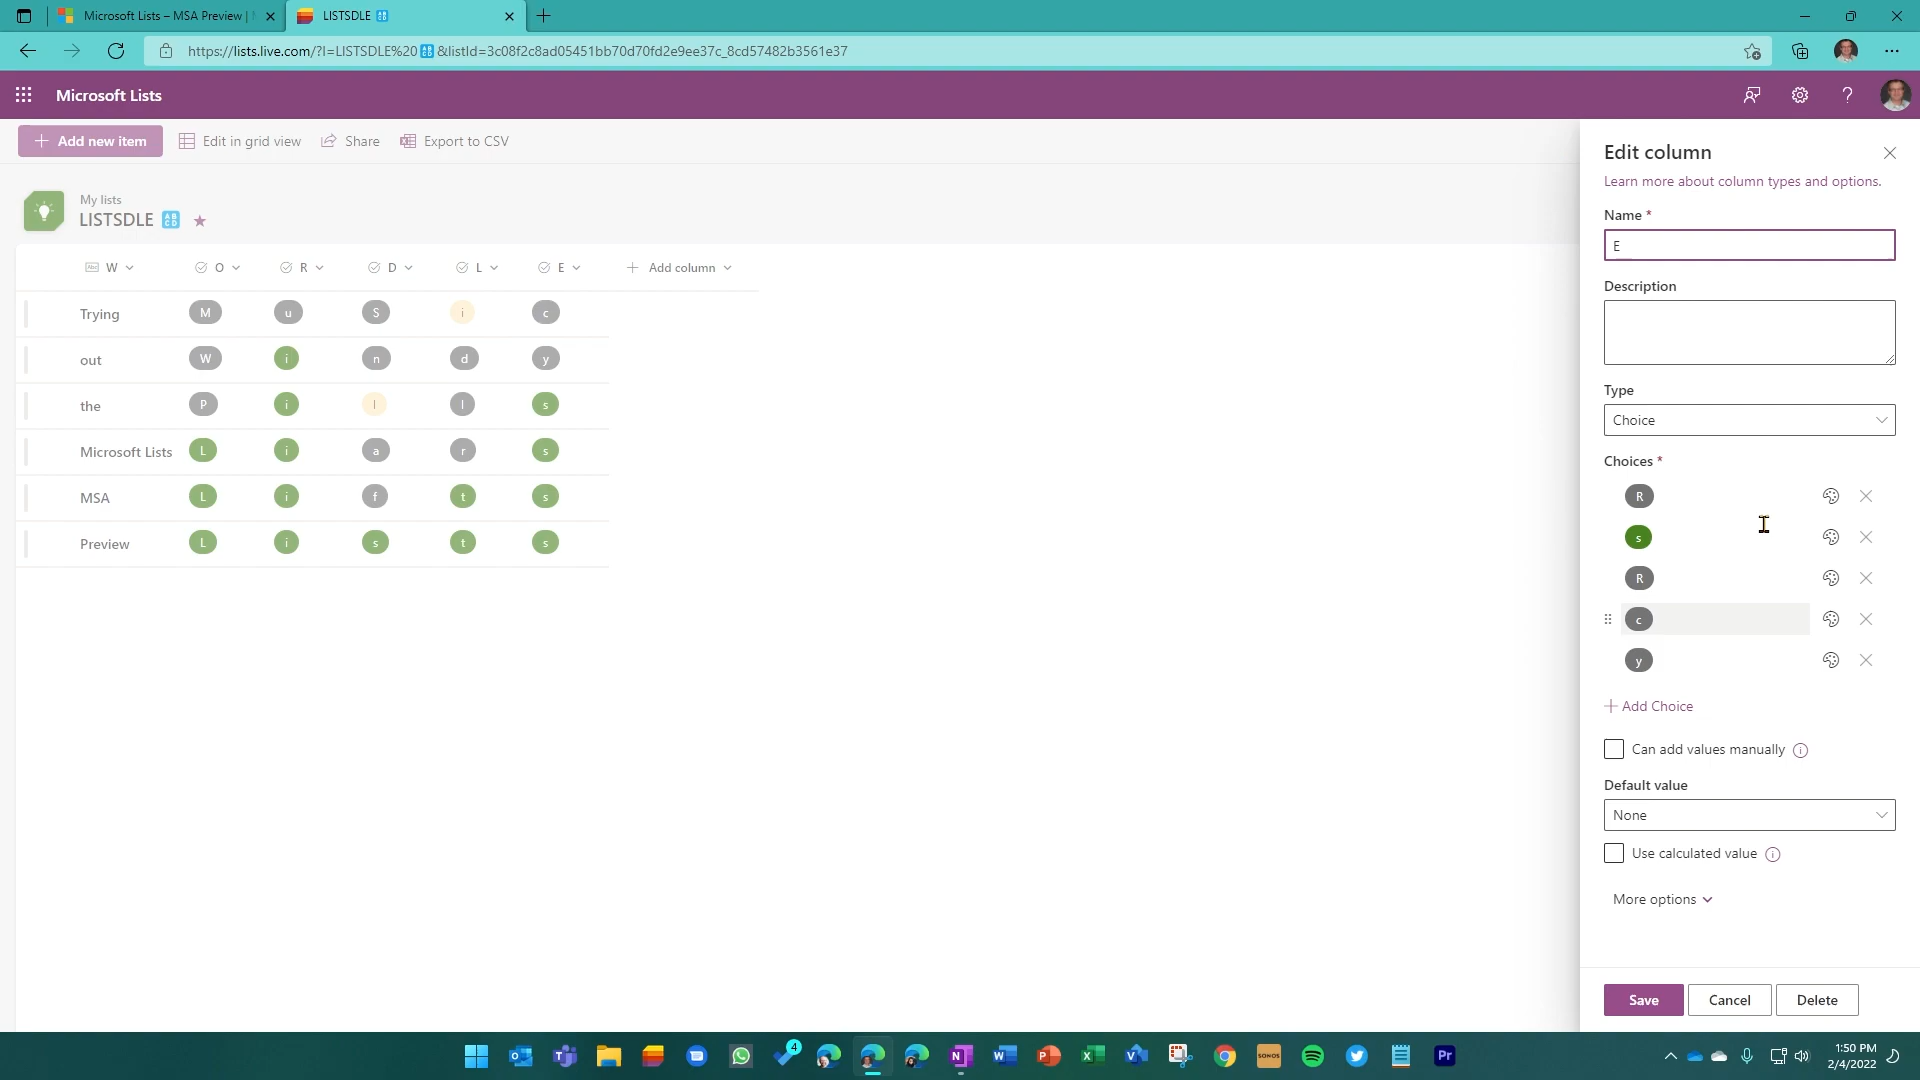 Microsoft Lists – MSA Preview |
LISTSDLE
https://lists.live.com/?l=LISTSDLE%20🔠&listId=3c08f2c8ad05451bb70d70fd2e9ee37c_8cd57482b3561e37
Microsoft Lists
Add new item
Edit in grid view
Share
Export to CSV
My lists
LISTSDLE
W O R D L E Add column
Trying M u S i c
out W i n d y
the P i l l s
Microsoft Lists L i a r s
MSA L i f t s
Preview L i s t s
Edit column
Learn more about column types and options.
Name *
E
Description
Type
Choice
Choices *
R
s
R
c
y
Add Choice
Can add values manually
Default value
None
Use calculated value
More options
Save Cancel Delete
4
SONOS
Pr
1:50 PM
2/4/2022